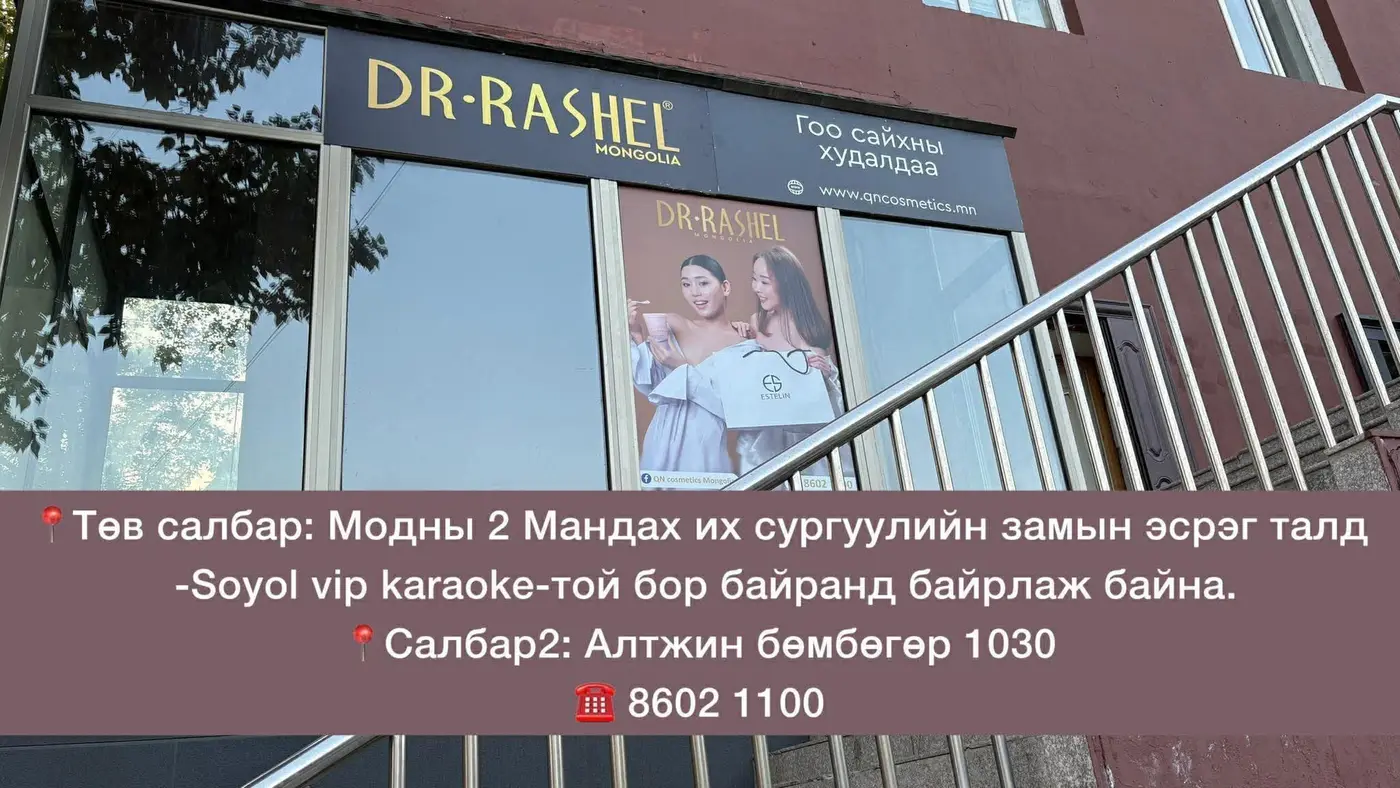 DR·RASHEL®
MONGOLIA
Гоо сайхны
худалдаа
www.qncosmetics.mn
DR·RASHEL
MONGOLIA
ES
ESTELIN
QN cosmetics
8602
📍Төв салбар: Модны 2 Мандах их сургуулийн замын эсрэг талд
-Soyol vip karaoke-той бор байранд байрлаж байна.
📍Салбар2: Алтжин бөмбөгөр 1030
☎️ 8602 1100